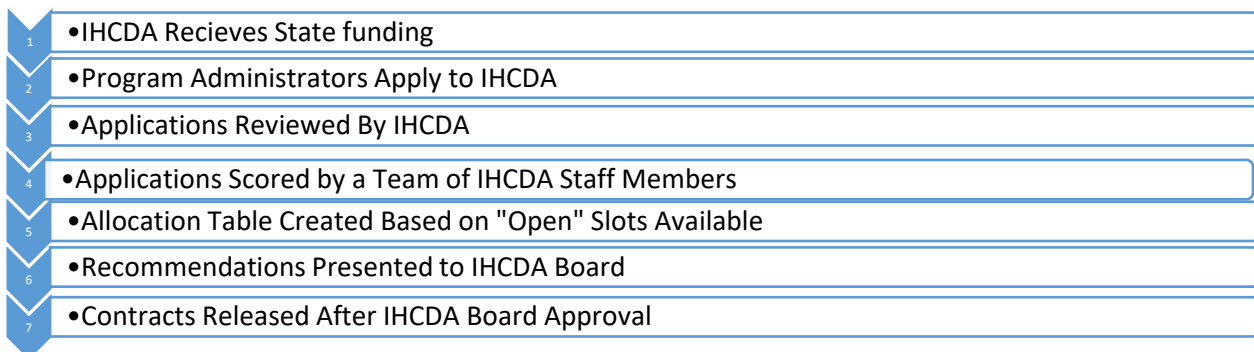 1 •IHCDA Recieves State funding
2 •Program Administrators Apply to IHCDA
3 •Applications Reviewed By IHCDA
4 •Applications Scored by a Team of IHCDA Staff Members
5 •Allocation Table Created Based on "Open" Slots Available
6 •Recommendations Presented to IHCDA Board
7 •Contracts Released After IHCDA Board Approval